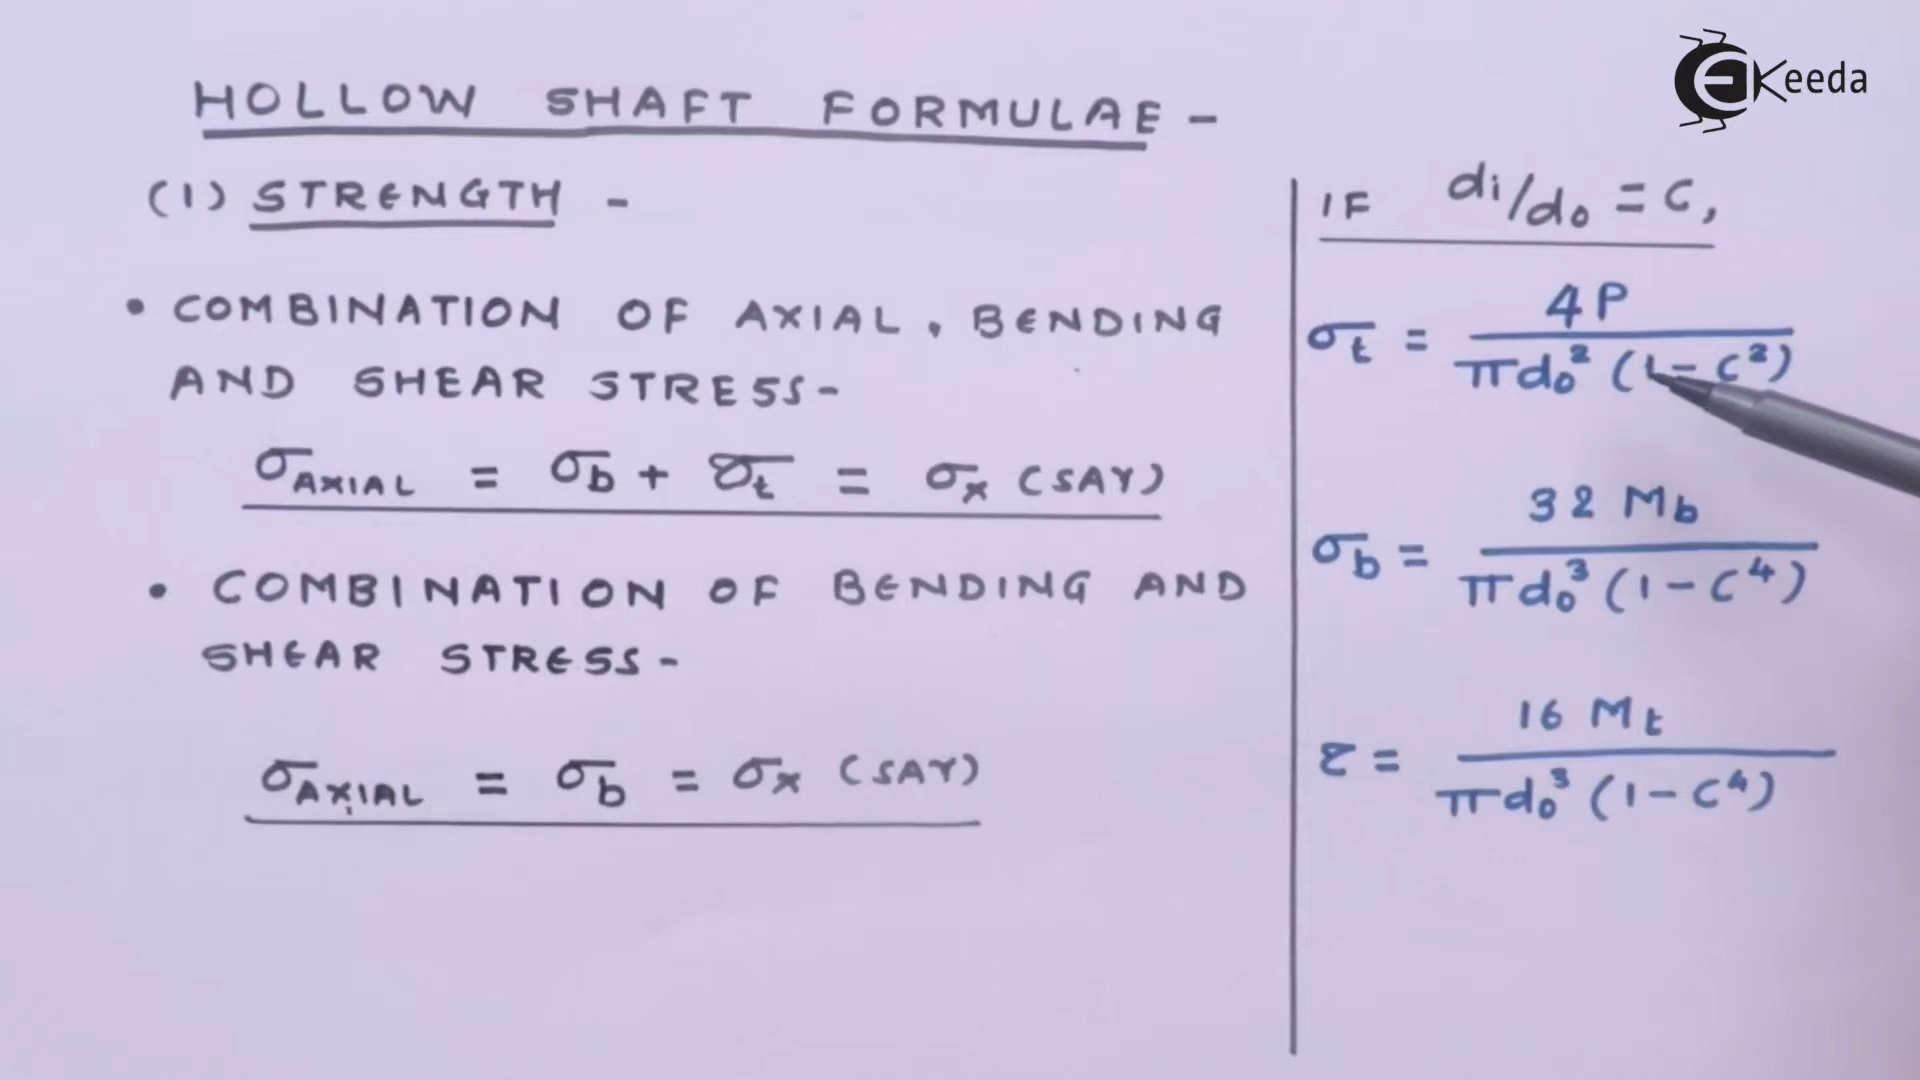 Keeda
HOLLOW SHAFT FORMULAE -
(1) STRENGTH -
• COMBINATION OF AXIAL, BENDING
AND SHEAR STRESS-
σAXIAL = σb + σt = σx (SAY)
• COMBINATION OF BENDING AND
SHEAR STRESS-
σAXIAL = σb = σx (SAY)
IF di/do = C,
σt = 4P / πdo² (1 - C²)
σb = 32 Mb / πdo³ (1 - C⁴)
τ = 16 Mt / πdo³ (1 - C⁴)